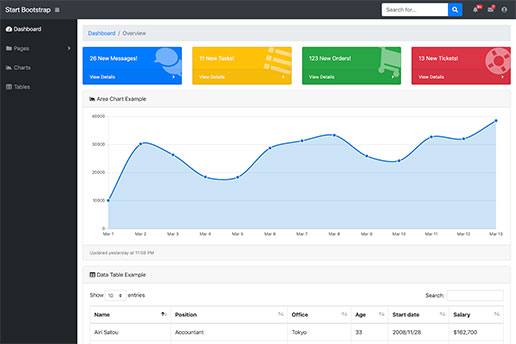 Start Bootstrap
Search for...
9+
7
Dashboard
Pages
Charts
Tables
Dashboard / Overview
26 New Messages!
View Details
11 New Tasks!
View Details
123 New Orders!
View Details
13 New Tickets!
View Details
Area Chart Example
40000
30000
20000
10000
0
Mar 1 Mar 2 Mar 3 Mar 4 Mar 5 Mar 6 Mar 7 Mar 8 Mar 9 Mar 10 Mar 11 Mar 12 Mar 13
Updated yesterday at 11:59 PM
Data Table Example
Show 10 entries
Search:
Name Position Office Age Start date Salary
Airi Satou Accountant Tokyo 33 2008/11/28 $162,700